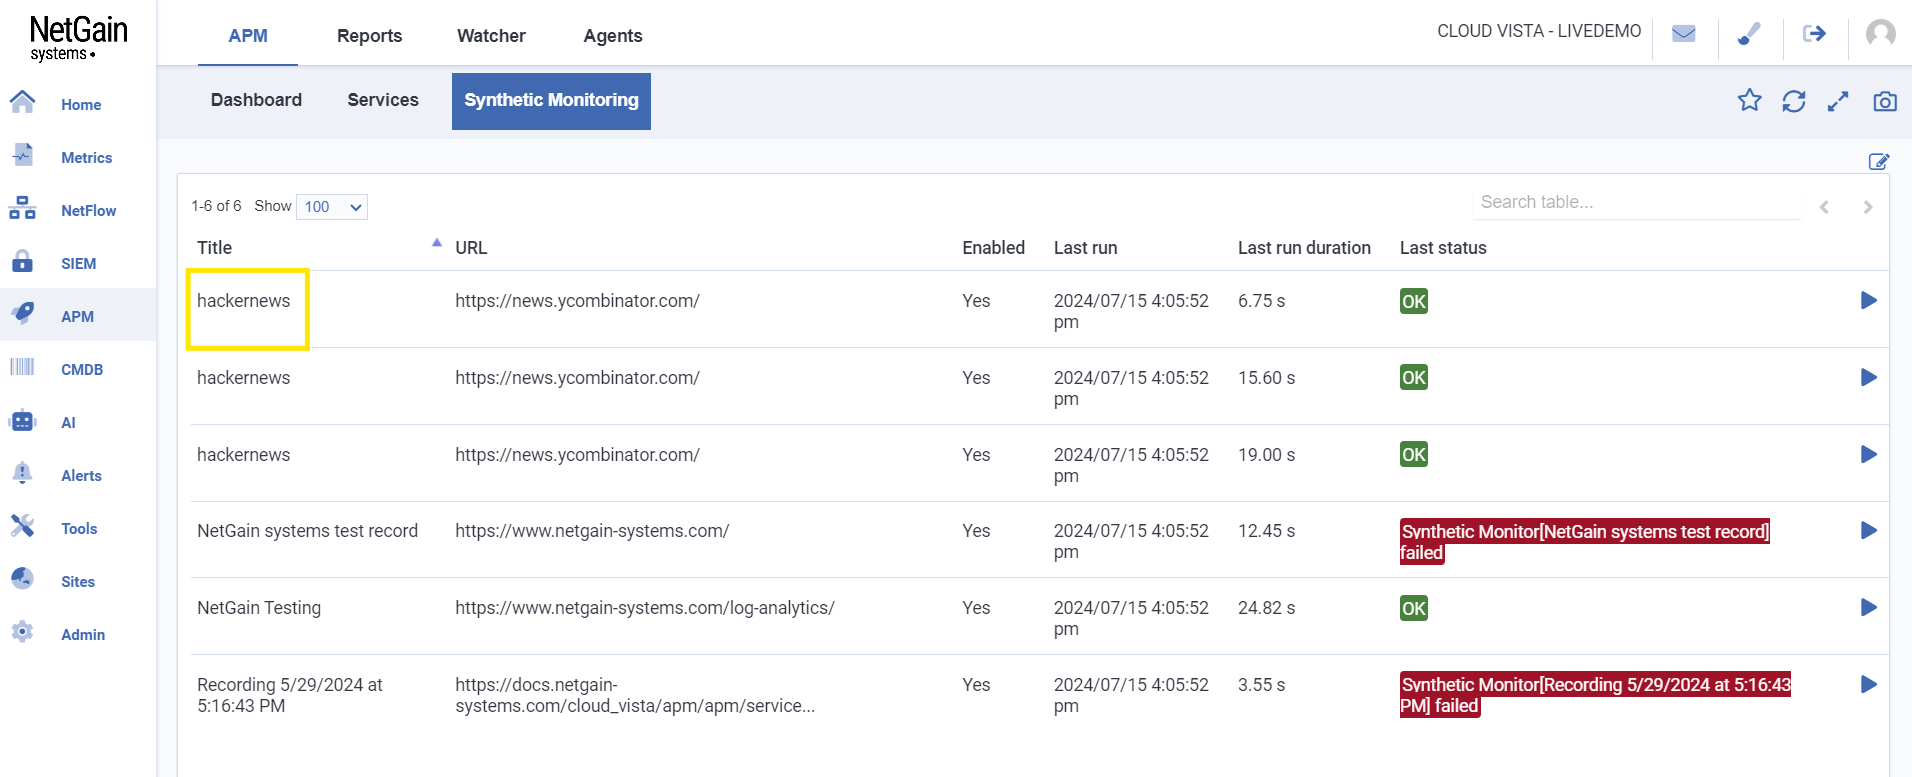 NetGain
systems
APM Reports Watcher Agents
CLOUD VISTA - LIVEDEMO
Dashboard Services Synthetic Monitoring
Home
Metrics
NetFlow
SIEM
APM
CMDB
AI
Alerts
Tools
Sites
Admin
1-6 of 6 Show 100
Search table...
Title URL Enabled Last run Last run duration Last status
hackernews https://news.ycombinator.com/ Yes 2024/07/15 4:05:52 6.75 s OK
pm
hackernews https://news.ycombinator.com/ Yes 2024/07/15 4:05:52 15.60 s OK
pm
hackernews https://news.ycombinator.com/ Yes 2024/07/15 4:05:52 19.00 s OK
pm
NetGain systems test record https://www.netgain-systems.com/ Yes 2024/07/15 4:05:52 12.45 s Synthetic Monitor[NetGain systems test record]
pm failed
NetGain Testing https://www.netgain-systems.com/log-analytics/ Yes 2024/07/15 4:05:52 24.82 s OK
pm
Recording 5/29/2024 at https://docs.netgain- Yes 2024/07/15 4:05:52 3.55 s Synthetic Monitor[Recording 5/29/2024 at 5:16:43
5:16:43 PM systems.com/cloud_vista/apm/apm/service... pm PM] failed